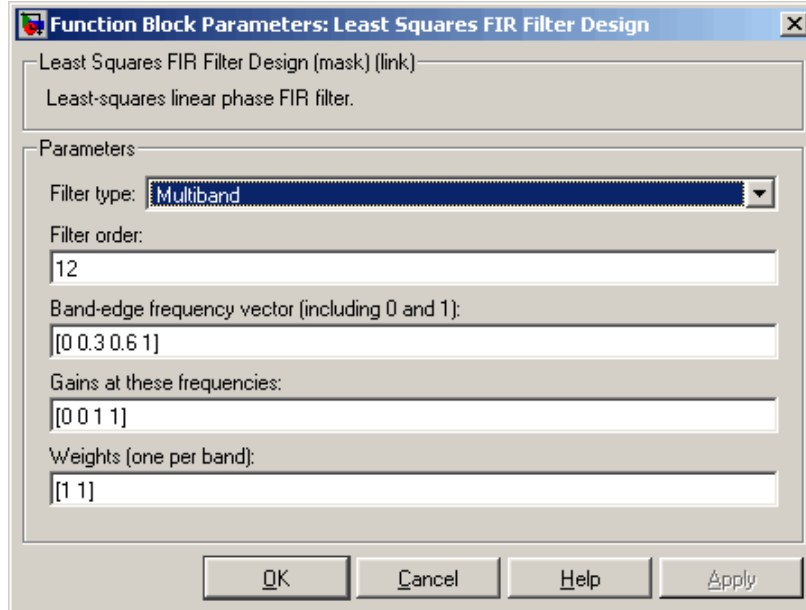 Function Block Parameters: Least Squares FIR Filter Design
Least Squares FIR Filter Design (mask) (link)
Least-squares linear phase FIR filter.
Parameters
Filter type: Multiband
Filter order:
12
Band-edge frequency vector (including 0 and 1):
[0 0.3 0.6 1]
Gains at these frequencies:
[0 0 1 1]
Weights (one per band):
[1 1]
OK Cancel Help Apply